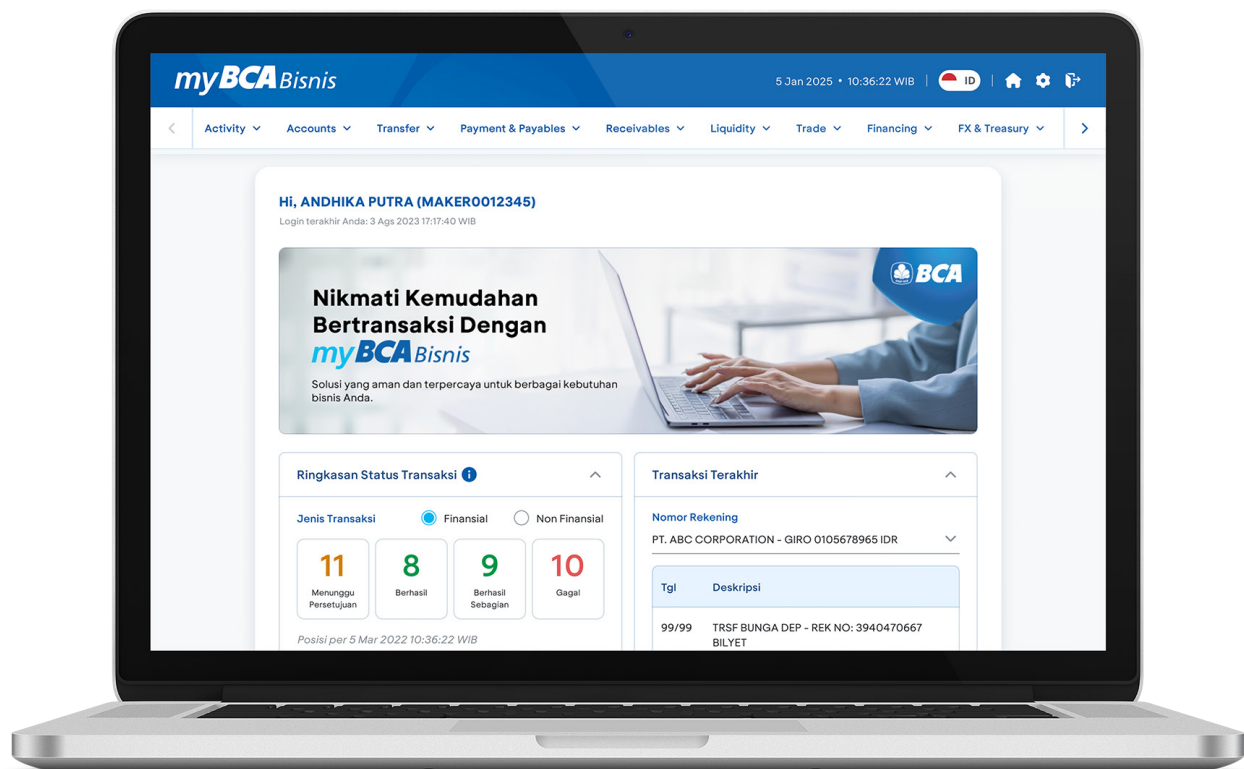 myBCA Bisnis
5 Jan 2025 • 10:36:22 WIB | ID
Activity Accounts Transfer Payment & Payables Receivables Liquidity Trade Financing FX & Treasury
Hi, ANDHIKA PUTRA (MAKER0012345)
Login terakhir Anda: 3 Ags 2023 17:17:40 WIB
BCA
Nikmati Kemudahan
Bertransaksi Dengan
myBCA Bisnis
Solusi yang aman dan terpercaya untuk berbagai kebutuhan
bisnis Anda.
Ringkasan Status Transaksi
Jenis Transaksi Finansial Non Finansial
11 8 9 10
Menunggu Persetujuan
Berhasil
Berhasil Sebagian
Gagal
Posisi per 5 Mar 2022 10:36:22 WIB
Transaksi Terakhir
Nomor Rekening
PT. ABC CORPORATION - GIRO 0105678965 IDR
Tgl Deskripsi
99/99 TRSF BUNGA DEP - REK NO: 3940470667
BILYET